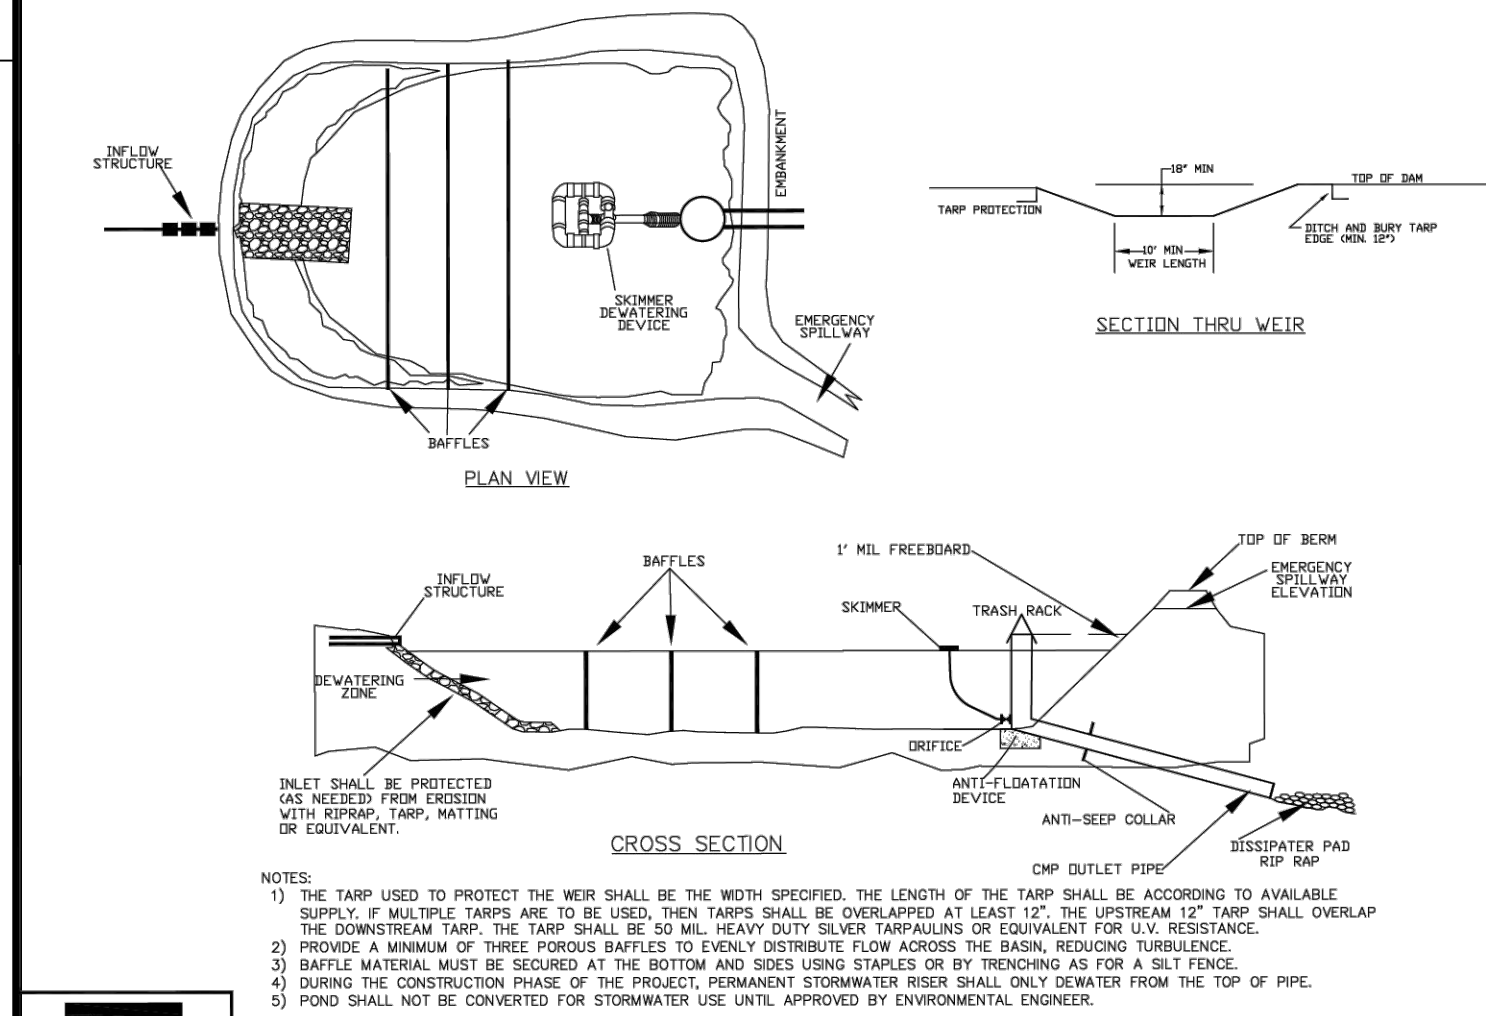 INFLOW
STRUCTURE
EMBANKMENT
SKIMMER
DEWATERING
DEVICE
EMERGENCY
SPILLWAY
BAFFLES
PLAN VIEW
18" MIN
TOP OF DAM
TARP PROTECTION
DITCH AND BURY TARP
EDGE (MIN. 12")
10' MIN
WEIR LENGTH
SECTION THRU WEIR
INFLOW
STRUCTURE
BAFFLES
1' MIL FREEBOARD
TOP OF BERM
EMERGENCY
SPILLWAY
ELEVATION
SKIMMER
TRASH RACK
DEWATERING
ZONE
ORIFICE
ANTI-FLOATATION
DEVICE
INLET SHALL BE PROTECTED
(AS NEEDED) FROM EROSION
WITH RIPRAP, TARP, MATTING
OR EQUIVALENT.
ANTI-SEEP COLLAR
CMP OUTLET PIPE
DISSIPATER PAD
RIP RAP
CROSS SECTION
NOTES:
1) THE TARP USED TO PROTECT THE WEIR SHALL BE THE WIDTH SPECIFIED. THE LENGTH OF THE TARP SHALL BE ACCORDING TO AVAILABLE
SUPPLY. IF MULTIPLE TARPS ARE TO BE USED, THEN TARPS SHALL BE OVERLAPPED AT LEAST 12". THE UPSTREAM 12" TARP SHALL OVERLAP
THE DOWNSTREAM TARP. THE TARP SHALL BE 50 MIL. HEAVY DUTY SILVER TARPAULINS OR EQUIVALENT FOR U.V. RESISTANCE.
2) PROVIDE A MINIMUM OF THREE POROUS BAFFLES TO EVENLY DISTRIBUTE FLOW ACROSS THE BASIN, REDUCING TURBULENCE.
3) BAFFLE MATERIAL MUST BE SECURED AT THE BOTTOM AND SIDES USING STAPLES OR BY TRENCHING AS FOR A SILT FENCE.
4) DURING THE CONSTRUCTION PHASE OF THE PROJECT, PERMANENT STORMWATER RISER SHALL ONLY DEWATER FROM THE TOP OF PIPE.
5) POND SHALL NOT BE CONVERTED FOR STORMWATER USE UNTIL APPROVED BY ENVIRONMENTAL ENGINEER.